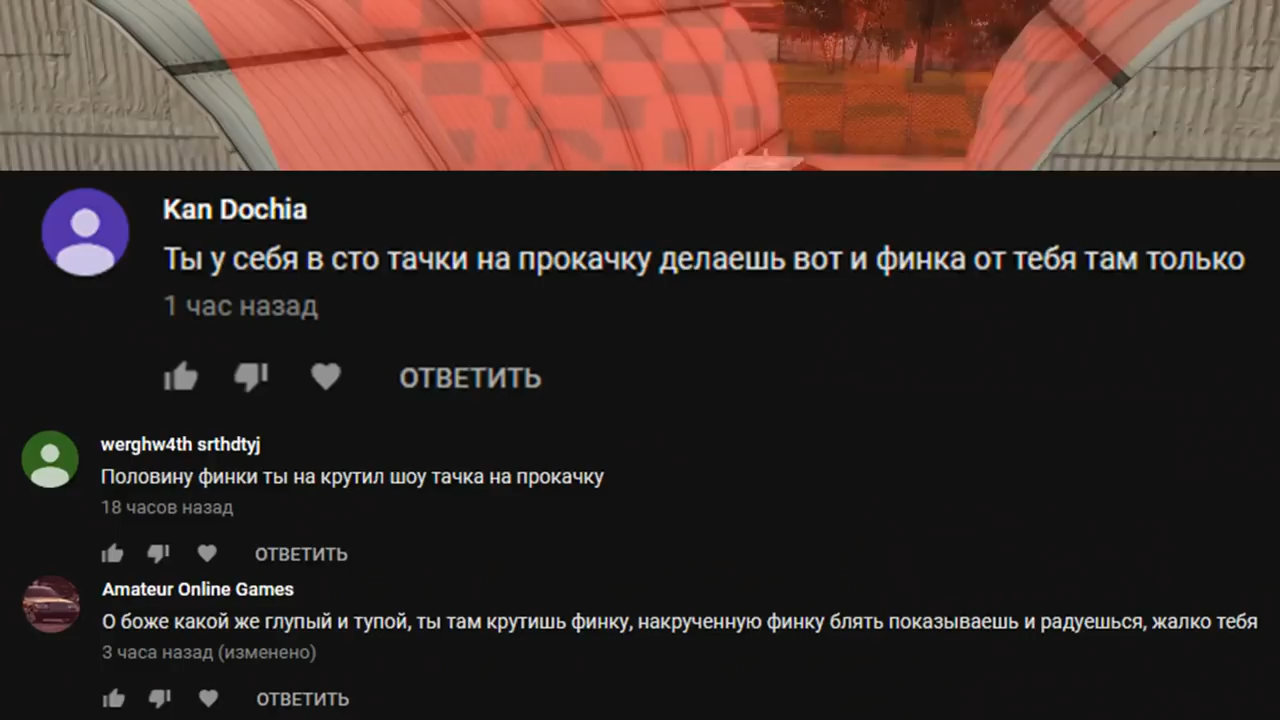 Kan Dochia
Ты у себя в сто тачки на прокачку делаешь вот и финка от тебя там только
1 час назад
ОТВЕТИТЬ
werghw4th srthdtyj
Половину финки ты на крутил шоу тачка на прокачку
18 часов назад
ОТВЕТИТЬ
Amateur Online Games
О боже какой же глупый и тупой, ты там крутишь финку, накрученную финку блять показываешь и радуешься, жалко тебя
3 часа назад (изменено)
ОТВЕТИТЬ